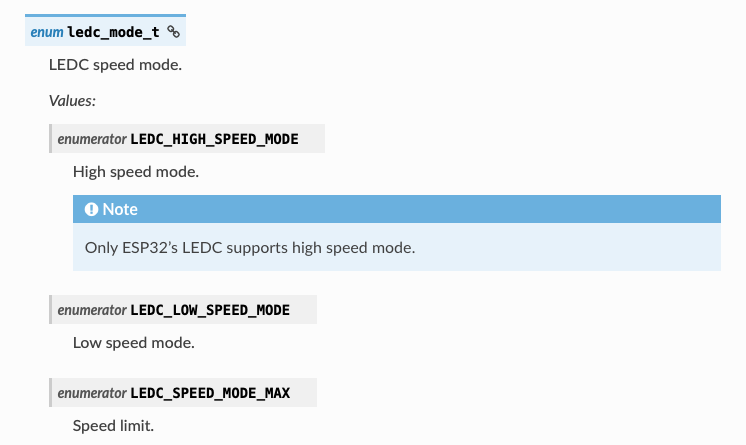 enum ledc_mode_t
LEDC speed mode.
Values:
enumerator LEDC_HIGH_SPEED_MODE
High speed mode.
Note
Only ESP32’s LEDC supports high speed mode.
enumerator LEDC_LOW_SPEED_MODE
Low speed mode.
enumerator LEDC_SPEED_MODE_MAX
Speed limit.